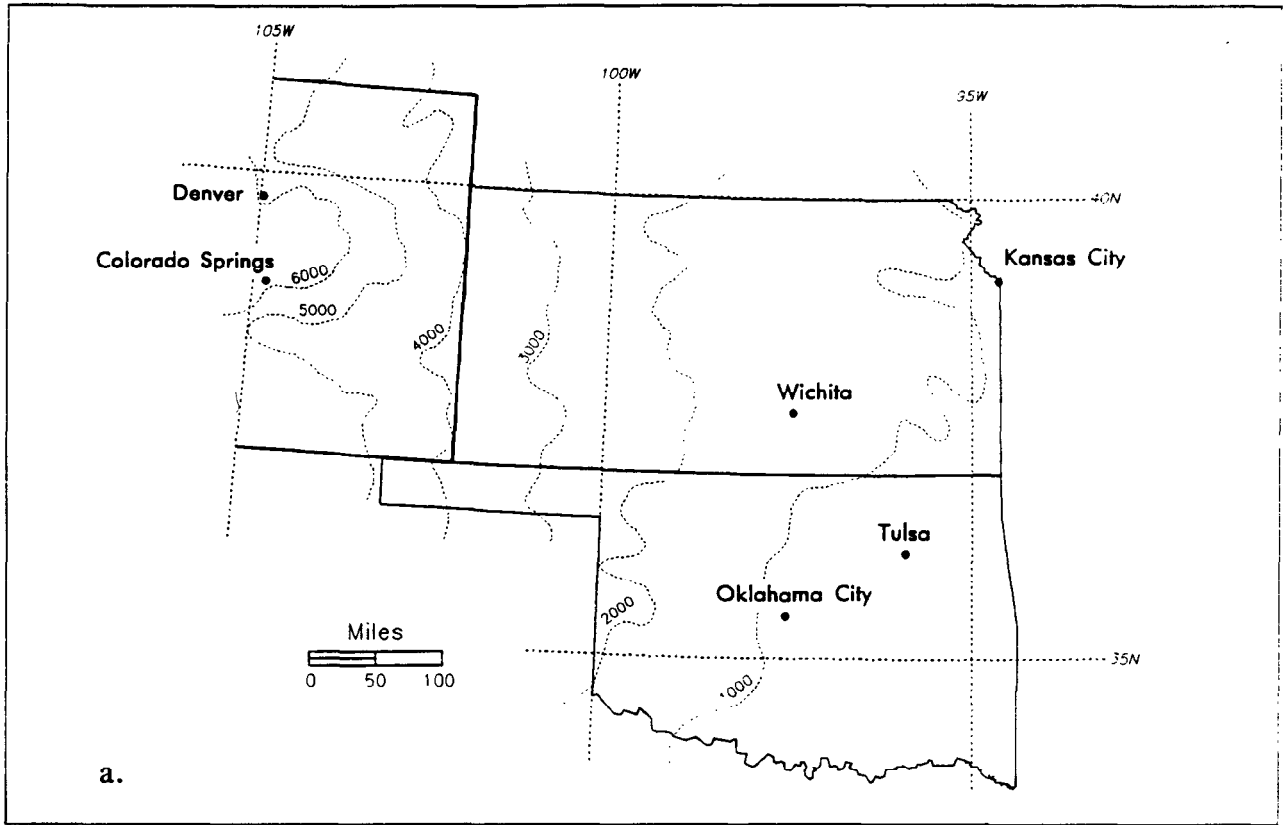 105W
100W
95W
Denver
40N
Colorado Springs
6000
Kansas City
5000
4000
3000
Wichita
Tulsa
2000
Oklahoma City
Miles
0 50 100
35N
1000
a.